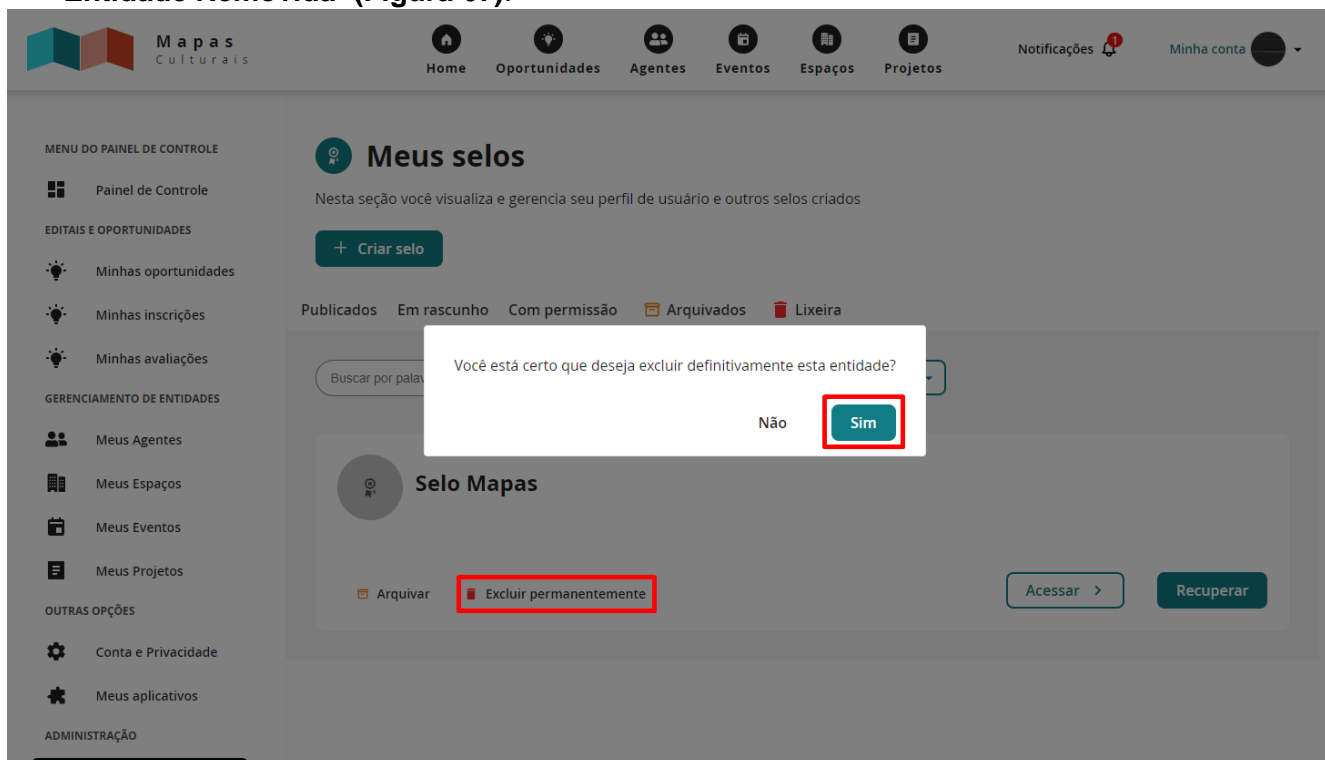 Mapas
Culturais
Home
Oportunidades
Agentes
Eventos
Espaços
Projetos
Notificações
1
Minha conta
MENU DO PAINEL DE CONTROLE
Painel de Controle
EDITAIS E OPORTUNIDADES
Minhas oportunidades
Minhas inscrições
Minhas avaliações
GERENCIAMENTO DE ENTIDADES
Meus Agentes
Meus Espaços
Meus Eventos
Meus Projetos
OUTRAS OPÇÕES
Conta e Privacidade
Meus aplicativos
ADMINISTRAÇÃO
Meus selos
Nesta seção você visualiza e gerencia seu perfil de usuário e outros selos criados
+ Criar selo
Publicados Em rascunho Com permissão Arquivados Lixeira
Buscar por
Você está certo que deseja excluir definitivamente esta entidade?
Não Sim
Selo Mapas
Arquivar Excluir permanentemente
Acessar > Recuperar